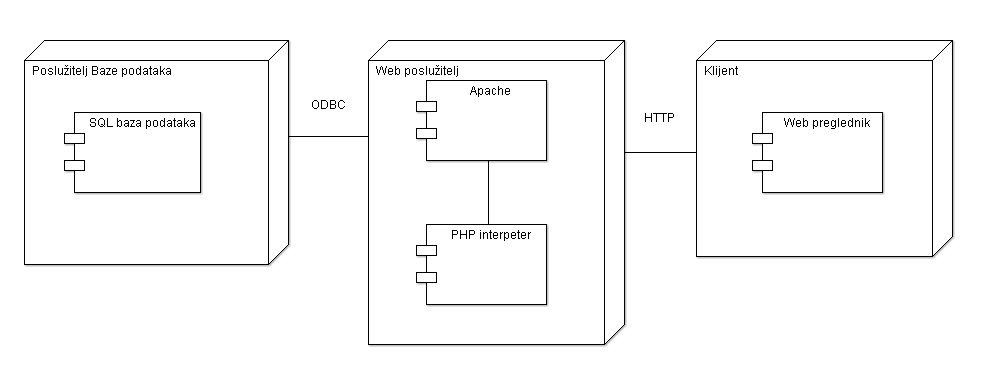 Poslužitelj Baze podataka
SQL baza podataka
ODBC
Web poslužitelj
Apache
PHP interpeter
HTTP
Klijent
Web preglednik